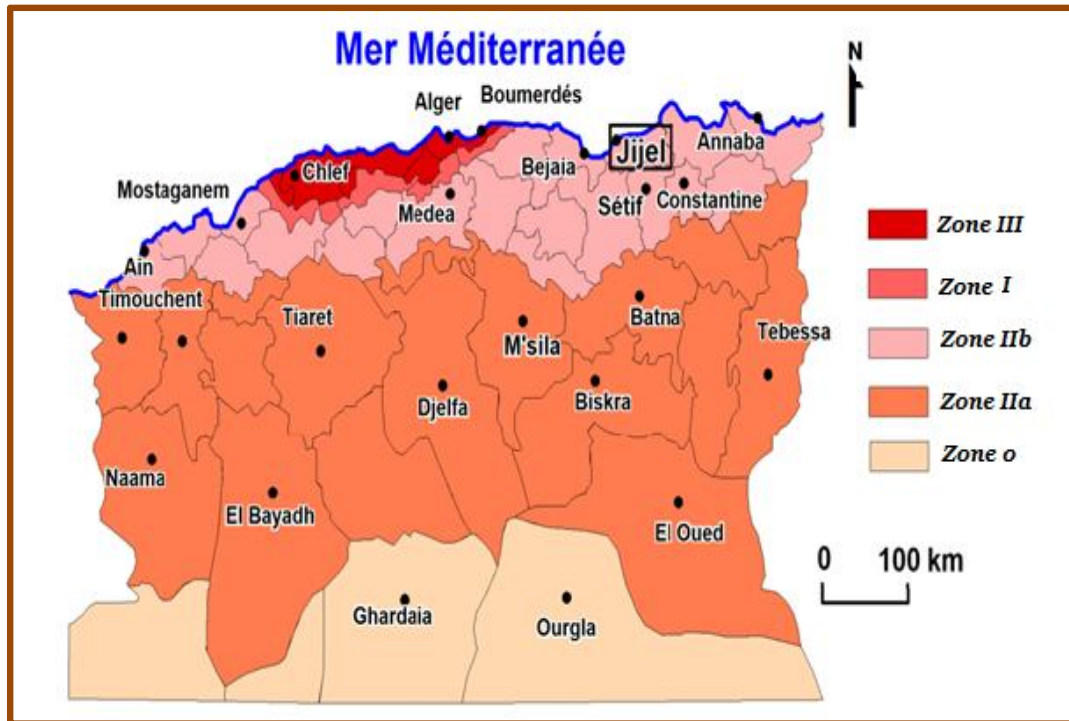 Mer Méditerranée
N
Alger
Boumerdés
Jijel
Annaba
Bejaia
Chlef
Mostaganem
Medea
Sétif
Constantine
Zone III
Ain
Timouchent
Zone I
Tiaret
M'sila
Batna
Tebessa
Zone IIb
Djelfa
Biskra
Zone IIa
Naama
El Bayadh
El Oued
Zone 0
0 100 km
Ghardaia
Ourgla